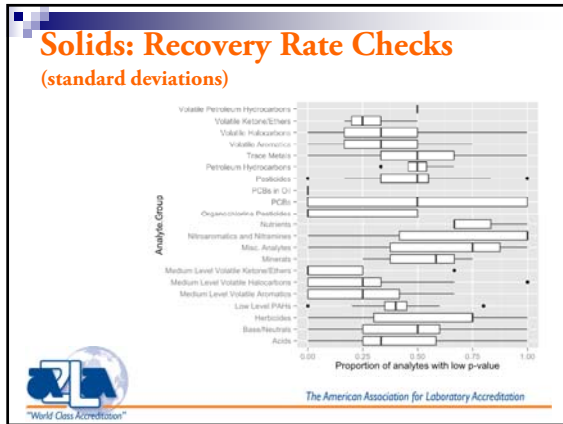 Solids: Recovery Rate Checks
(standard deviations)
Analyte Group
Volatile Petroleum Hydrocarbons
Volatile Ketone/Ethers
Volatile Halocarbons
Volatile Aromatics
Trace Metals
Petroleum Hydrocarbons
Pesticides
PCBs in Oil
PCBs
Organochlorine Pesticides
Nutrients
Nitroaromatics and Nitramines
Misc. Analytes
Minerals
Medium Level Volatile Ketone/Ethers
Medium Level Volatile Halocarbons
Medium Level Volatile Aromatics
Low Level PAHs
Herbicides
Base/Neutrals
Acids
0.00 0.25 0.50 0.75 1.00
Proportion of analytes with low p-value
A2LA
"World Class Accreditation"
The American Association for Laboratory Accreditation